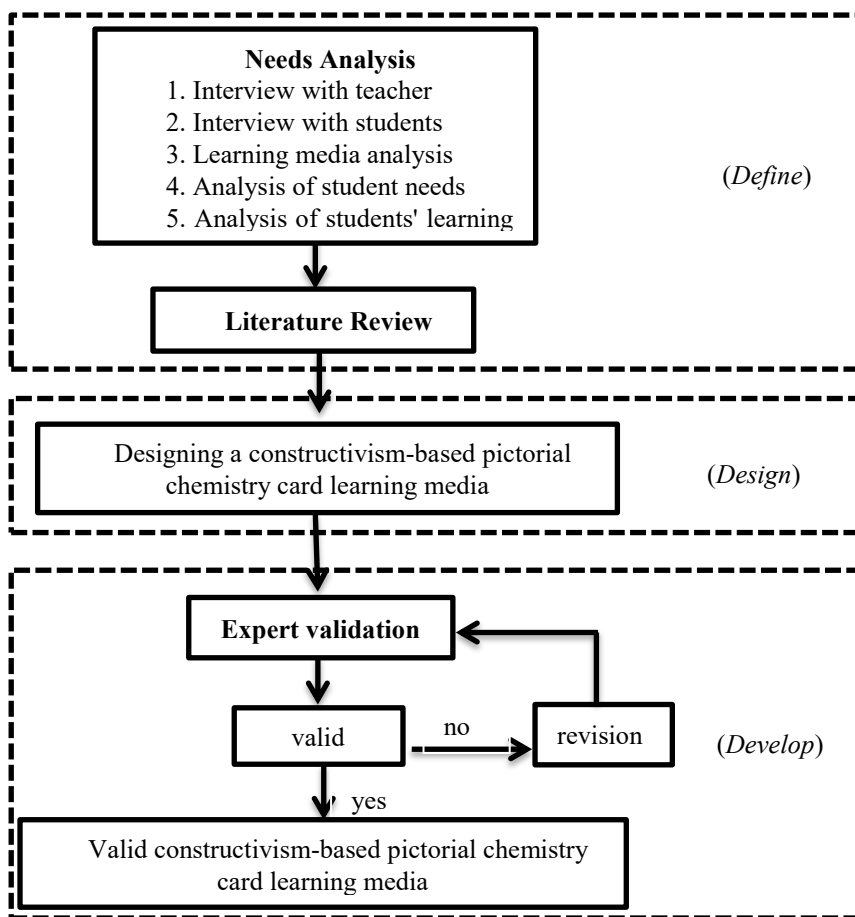 Needs Analysis
1. Interview with teacher
2. Interview with students
3. Learning media analysis
4. Analysis of student needs
5. Analysis of students' learning
(Define)
Literature Review
Designing a constructivism-based pictorial
chemistry card learning media
(Design)
Expert validation
valid
no
revision
(Develop)
yes
Valid constructivism-based pictorial chemistry
card learning media